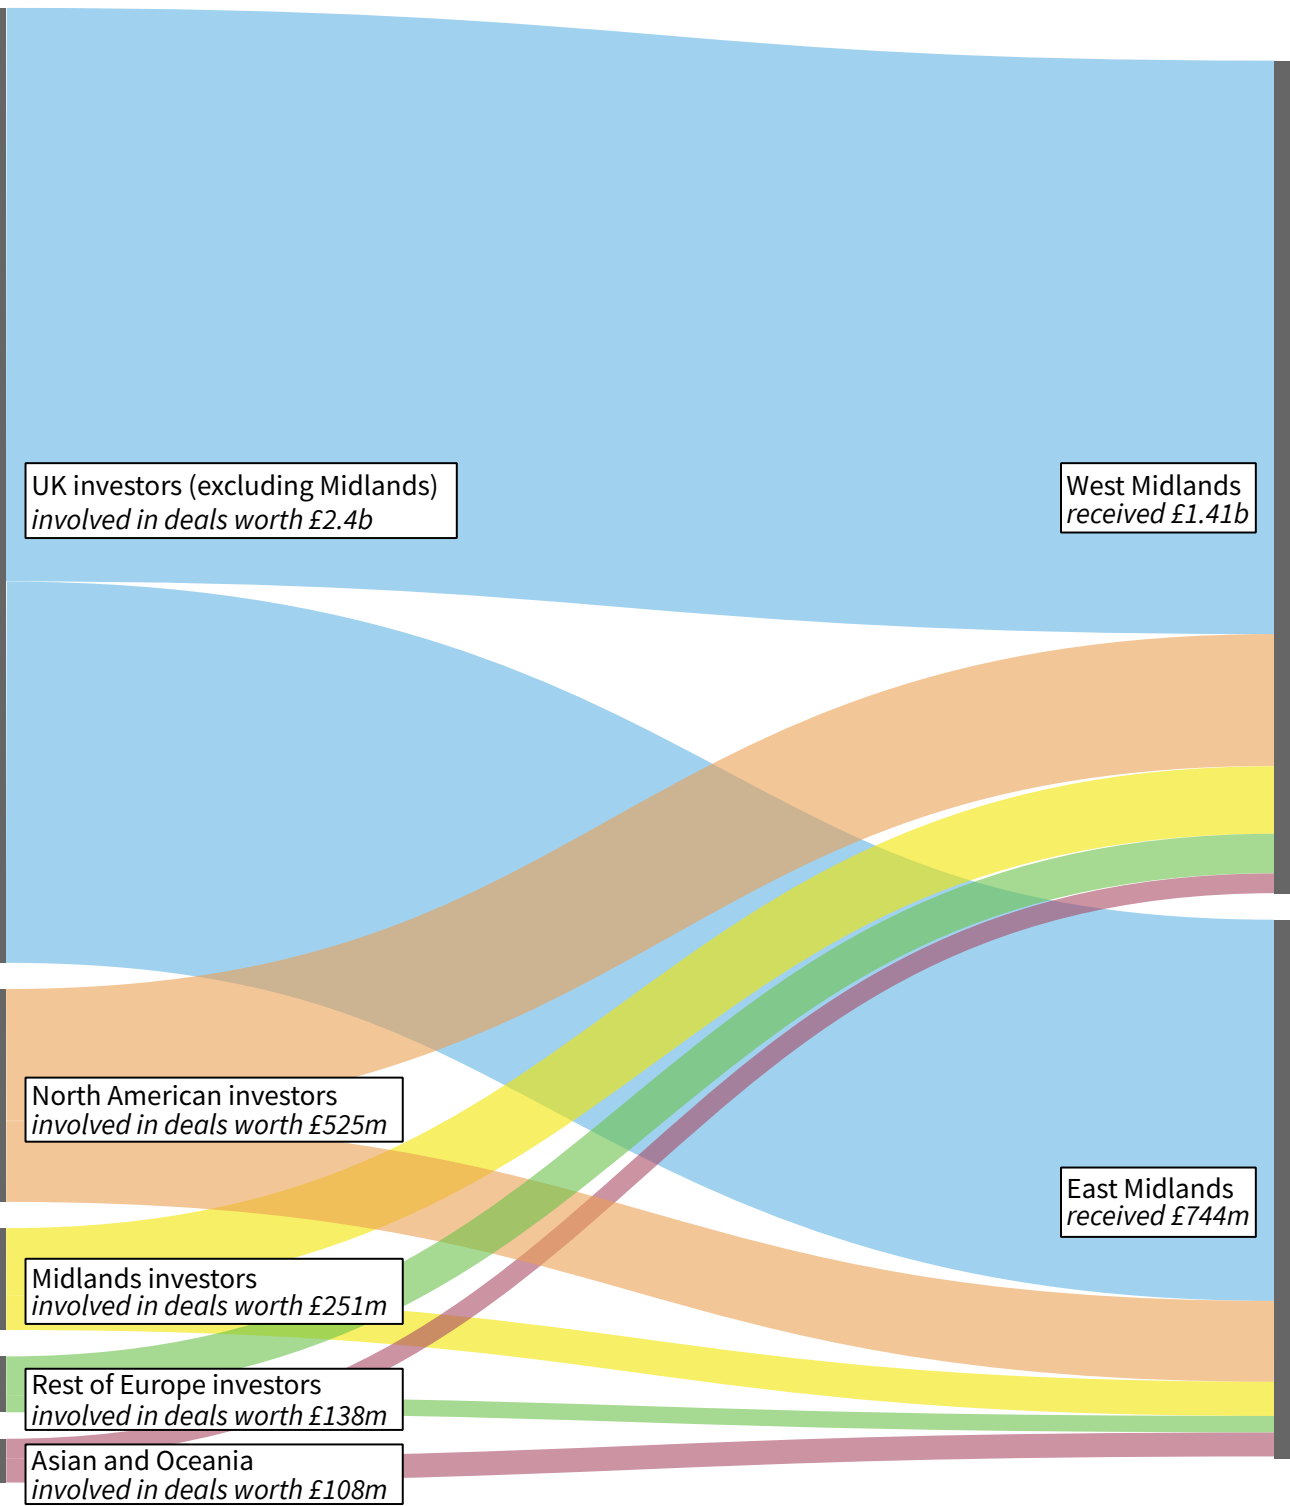 UK investors (excluding Midlands)
involved in deals worth £2.4b
West Midlands
received £1.41b
North American investors
involved in deals worth £525m
East Midlands
received £744m
Midlands investors
involved in deals worth £251m
Rest of Europe investors
involved in deals worth £138m
Asian and Oceania
involved in deals worth £108m